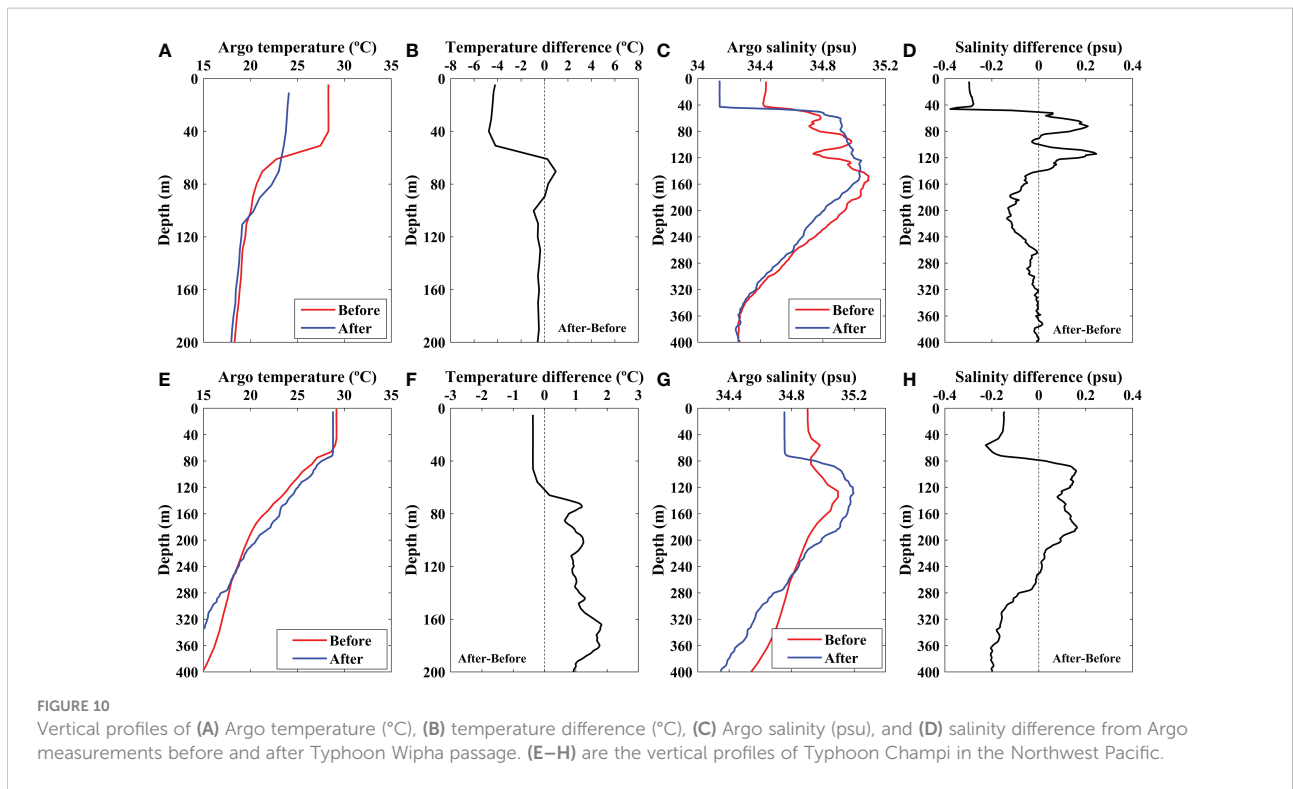 A Argo temperature (°C)
15 20 25 30 35
Depth (m)
0
40
80
120
160
200
Before
After
B Temperature difference (°C)
-8 -6 -4 -2 0 2 4 6 8
Depth (m)
0
40
80
120
160
200
After-Before
C Argo salinity (psu)
34 34.4 34.8 35.2
Depth (m)
0
40
80
120
160
200
240
280
320
360
400
Before
After
D Salinity difference (psu)
-0.4 -0.2 0 0.2 0.4
Depth (m)
0
40
80
120
160
200
240
280
320
360
400
After-Before
E Argo temperature (°C)
15 20 25 30 35
Depth (m)
0
40
80
120
160
200
240
280
320
360
400
Before
After
F Temperature difference (°C)
-3 -2 -1 0 1 2 3
Depth (m)
0
40
80
120
160
200
After-Before
G Argo salinity (psu)
34.4 34.8 35.2
Depth (m)
0
40
80
120
160
200
240
280
320
360
400
Before
After
H Salinity difference (psu)
-0.4 -0.2 0 0.2 0.4
Depth (m)
0
40
80
120
160
200
240
280
320
360
400
FIGURE 10
Vertical profiles of (A) Argo temperature (°C), (B) temperature difference (°C), (C) Argo salinity (psu), and (D) salinity difference from Argo
measurements before and after Typhoon Wipha passage. (E–H) are the vertical profiles of Typhoon Champi in the Northwest Pacific.